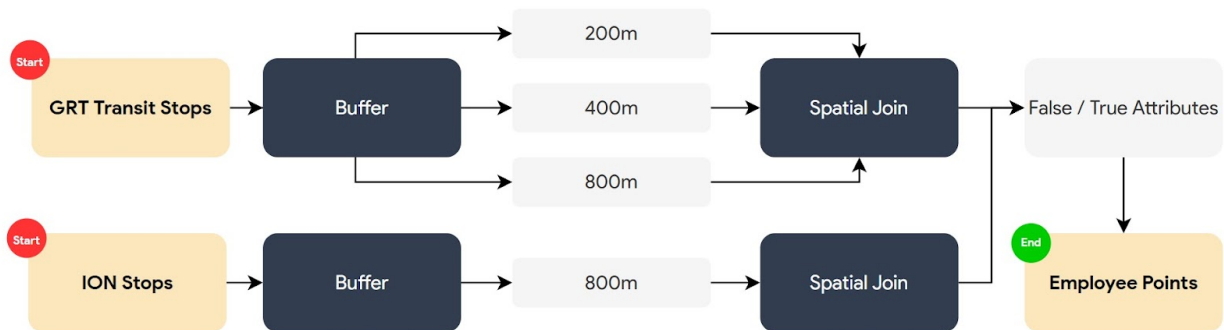 Start
GRT Transit Stops
Buffer
200m
400m
800m
Spatial Join
False / True Attributes
Start
ION Stops
Buffer
800m
Spatial Join
End
Employee Points